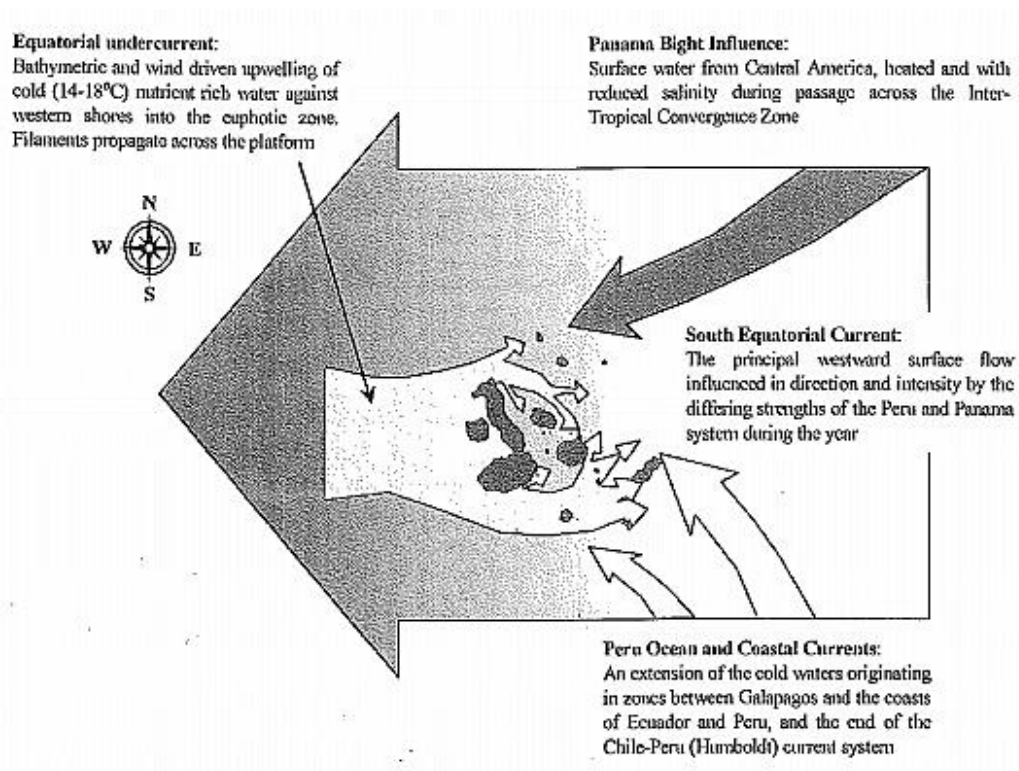 Equatorial undercurrent:
Bathymetric and wind driven upwelling of
cold (14-18⁰C) nutrient rich water against
western shores into the euphotic zone.
Filaments propagate across the platform
Panama Bight Influence:
Surface water from Central America, heated and with
reduced salinity during passage across the Inter-
Tropical Convergence Zone
N
W E
S
South Equatorial Current:
The principal westward surface flow
influenced in direction and intensity by the
differing strengths of the Peru and Panama
system during the year
Peru Ocean and Coastal Currents:
An extension of the cold waters originating
in zones between Galapagos and the coasts
of Ecuador and Peru, and the end of the
Chile-Peru (Humboldt) current system